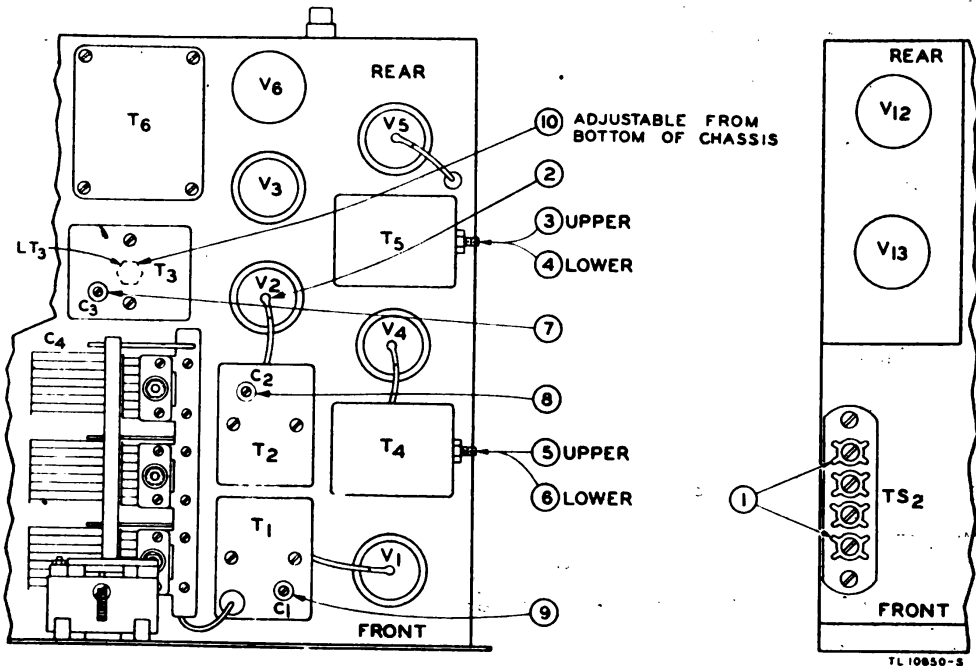 REAR
REAR
V6
V12
T6
V5
10 ADJUSTABLE FROM
BOTTOM OF CHASSIS
2
V3
3 UPPER
T5
4 LOWER
V13
LT3
T3
V2
C3
7
V4
C4
C2
8
T2
T4
5 UPPER
6 LOWER
1
TS2
T1
V1
C1
9
FRONT
FRONT
TL 10850-S